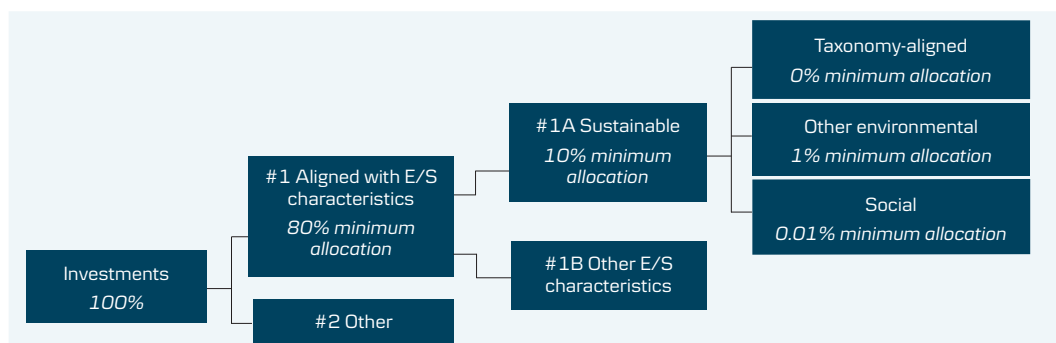 Investments
100%
#1 Aligned with E/S
characteristics
80% minimum
allocation
#2 Other
#1A Sustainable
10% minimum
allocation
#1B Other E/S
characteristics
Taxonomy-aligned
0% minimum allocation
Other environmental
1% minimum allocation
Social
0.01% minimum allocation